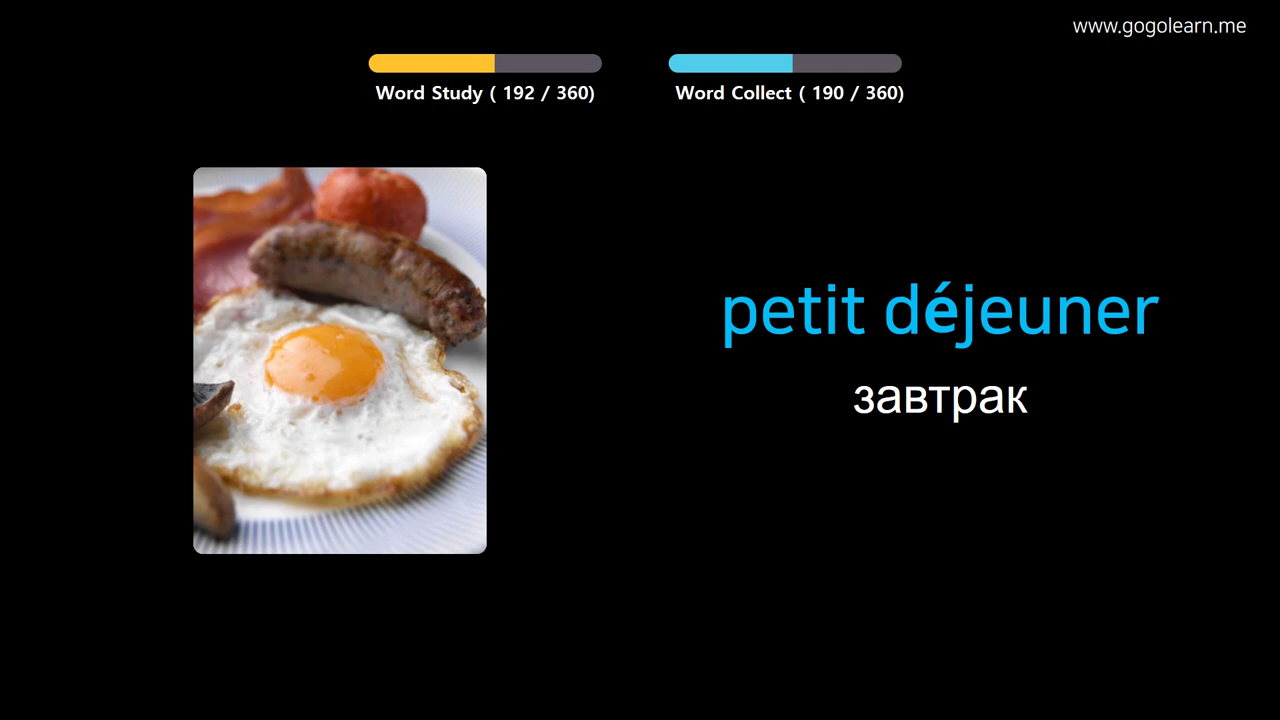 www.gogolearn.me
Word Study ( 192 / 360)
Word Collect ( 190 / 360)
petit déjeuner
завтрак